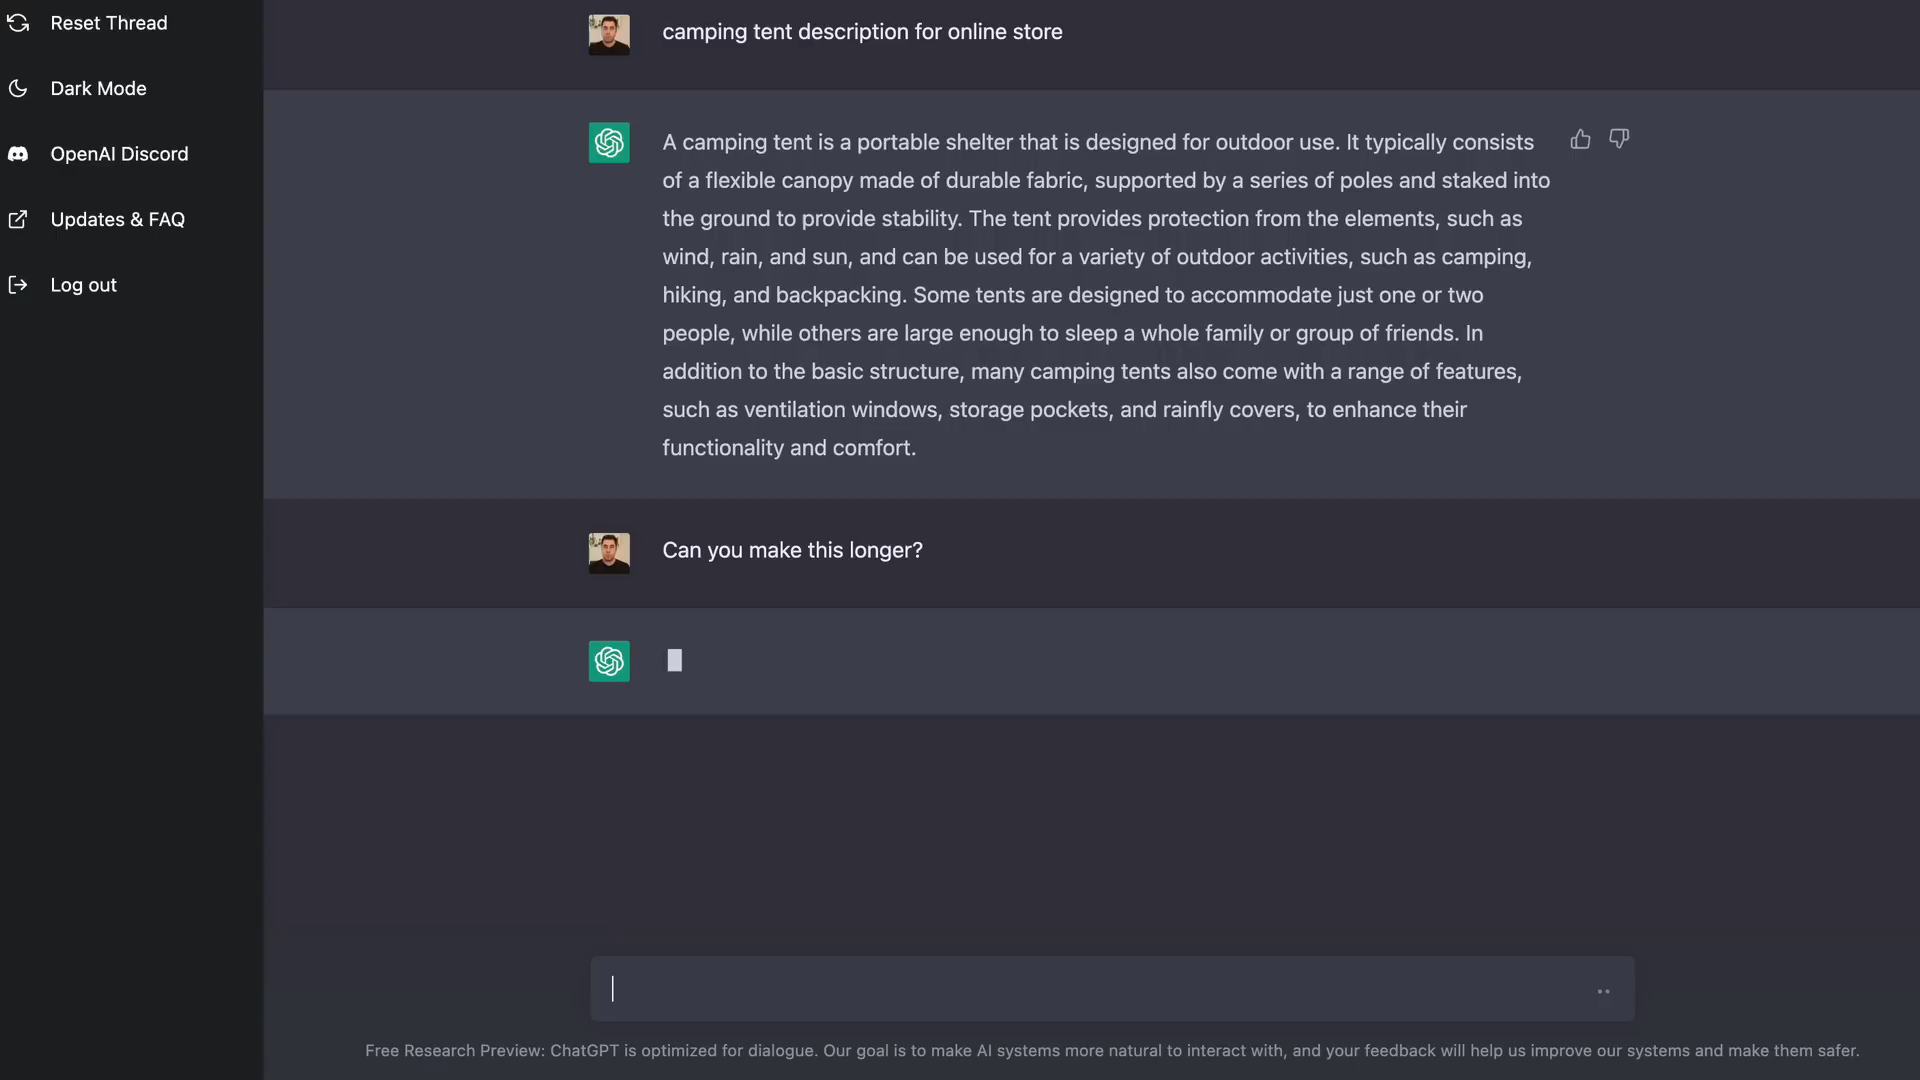 Reset Thread
Dark Mode
OpenAI Discord
Updates & FAQ
Log out
camping tent description for online store
A camping tent is a portable shelter that is designed for outdoor use. It typically consists
of a flexible canopy made of durable fabric, supported by a series of poles and staked into
the ground to provide stability. The tent provides protection from the elements, such as
wind, rain, and sun, and can be used for a variety of outdoor activities, such as camping,
hiking, and backpacking. Some tents are designed to accommodate just one or two
people, while others are large enough to sleep a whole family or group of friends. In
addition to the basic structure, many camping tents also come with a range of features,
such as ventilation windows, storage pockets, and rainfly covers, to enhance their
functionality and comfort.
Can you make this longer?
Free Research Preview: ChatGPT is optimized for dialogue. Our goal is to make AI systems more natural to interact with, and your feedback will help us improve our systems and make them safer.